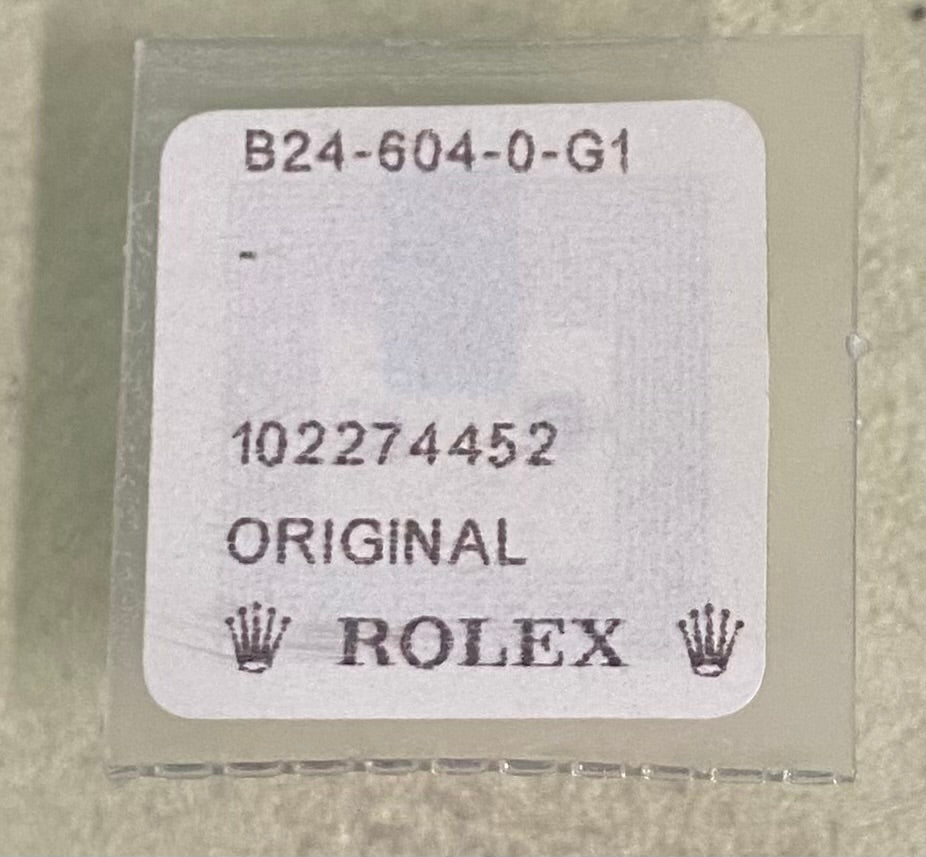 B24-604-0-G1
-
102274452
ORIGINAL
ROLEX